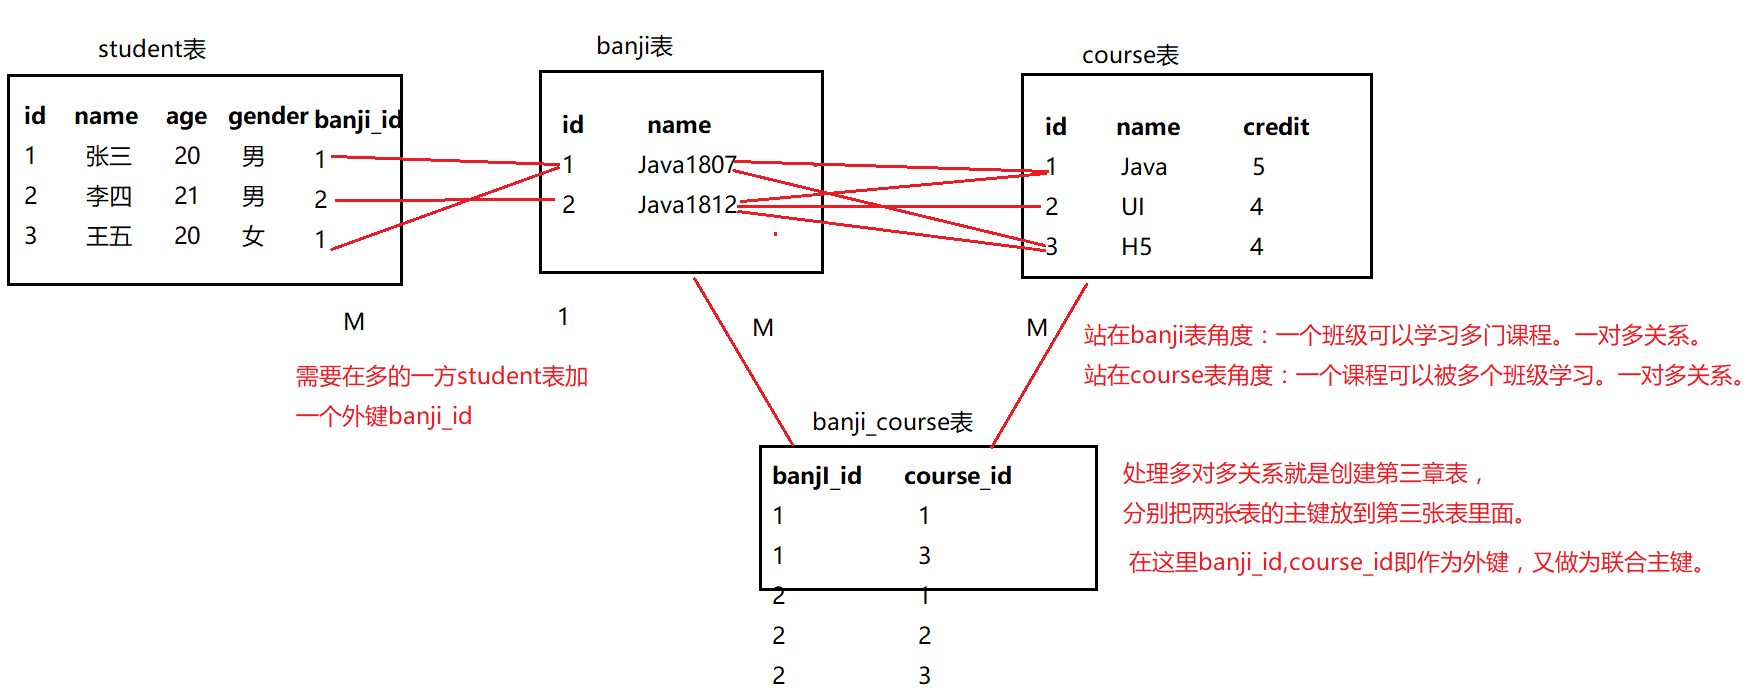 student表
id name age gender banji_id
1 张三 20 男 1
2 李四 21 男 2
3 王五 20 女 1
banji表
id name
1 Java1807
2 Java1812
course表
id name credit
1 Java 5
2 UI 4
3 H5 4
M
1
M
M
需要在多的一方student表加
一个外键banji_id
站在banji表角度：一个班级可以学习多门课程。一对多关系。
站在course表角度：一个课程可以被多个班级学习。一对多关系。
banji_course表
banjI_id course_id
1 1
1 3
2 1
2 2
2 3
处理多对多关系就是创建第三章表，
分别把两张表的主键放到第三张表里面。
在这里banji_id,course_id即作为外键，又做为联合主键。